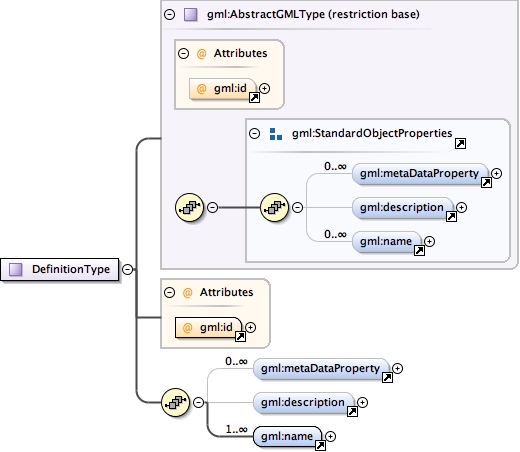 gml:AbstractGMLType (restriction base)
@ Attributes
@ gml:id
gml:StandardObjectProperties
0..∞
gml:metaDataProperty
gml:description
0..∞
gml:name
DefinitionType
@ Attributes
@ gml:id
0..∞
gml:metaDataProperty
gml:description
1..∞
gml:name